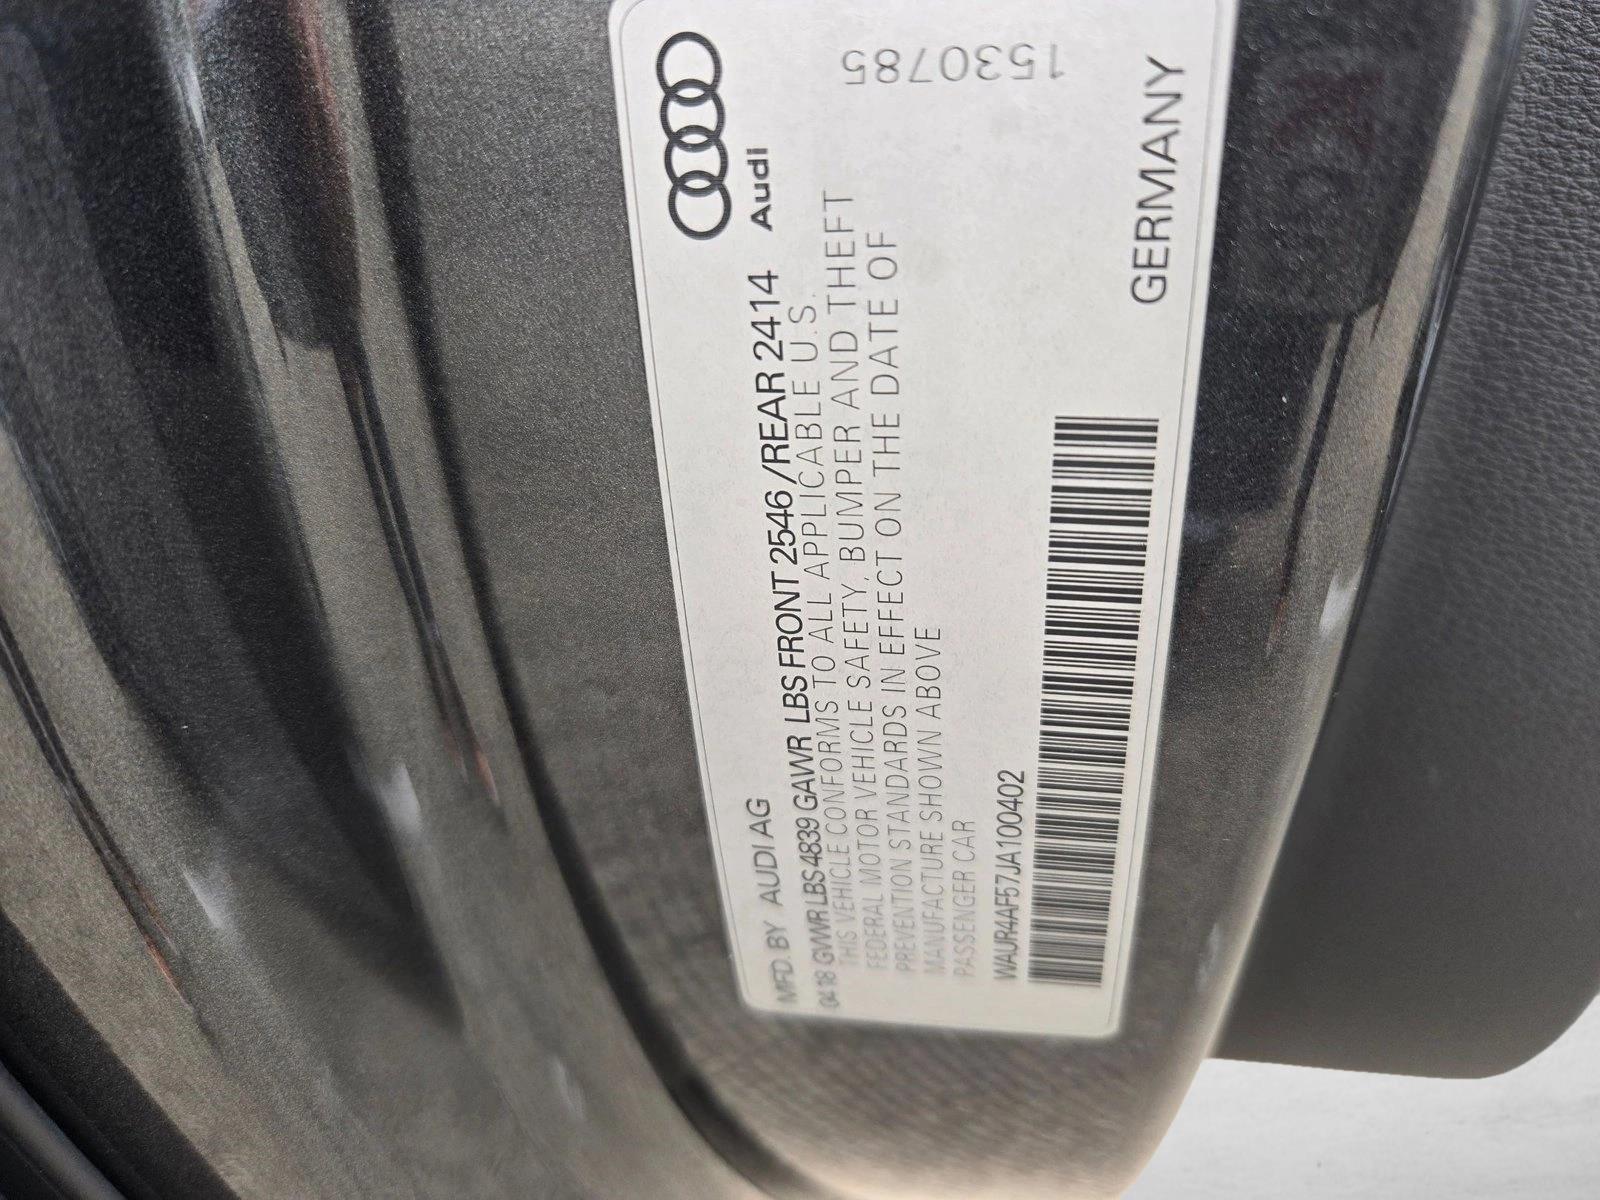 MFD. BY AUDI AG
Audi
04.18 GVWR LBS 4839 GAWR LBS FRONT 2546/REAR 2414
THIS VEHICLE CONFORMS TO ALL APPLICABLE U.S.
FEDERAL MOTOR VEHICLE SAFETY, BUMPER AND THEFT
PREVENTION STANDARDS IN EFFECT ON THE DATE OF
MANUFACTURE SHOWN ABOVE
PASSENGER CAR
WAUR4AF57JA100402
GERMANY
1530785